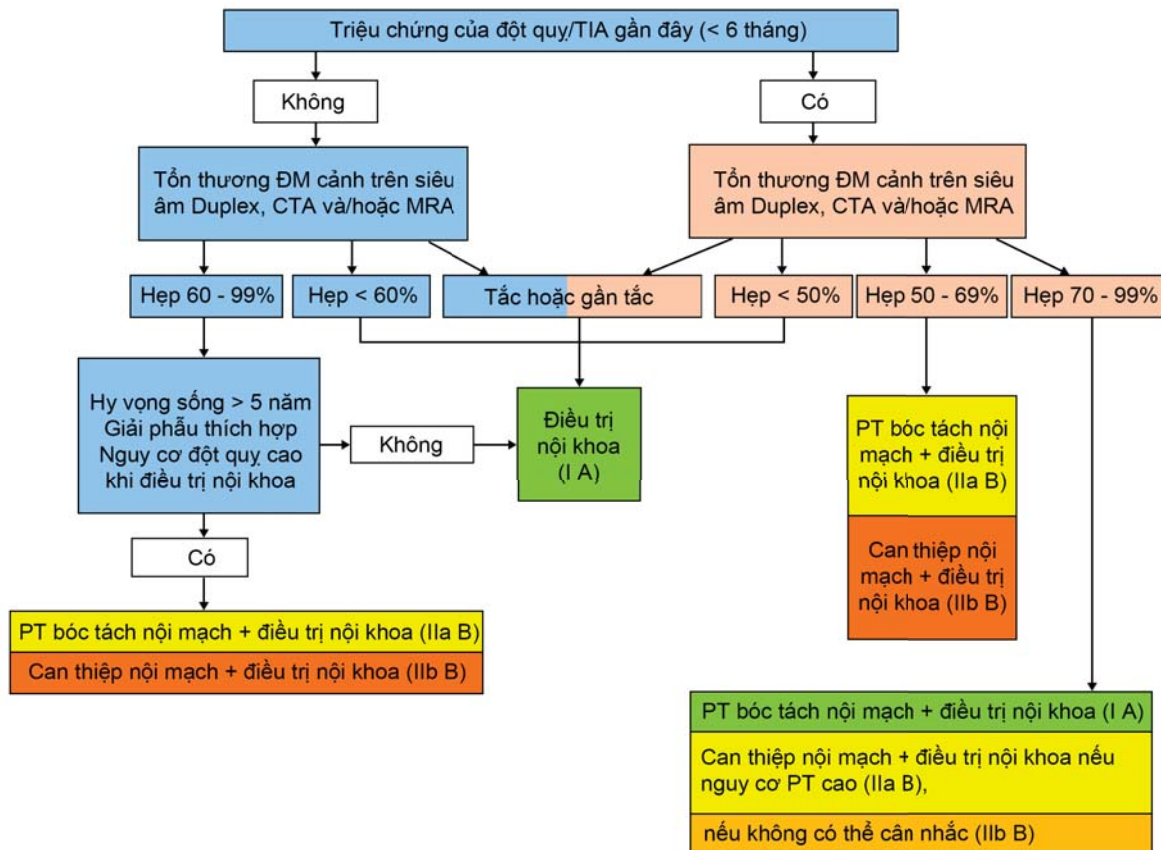 Triệu chứng của đột quỵ/TIA gần đây (< 6 tháng)
Không
Có
Tổn thương ĐM cảnh trên siêu
âm Duplex, CTA và/hoặc MRA
Tổn thương ĐM cảnh trên siêu
âm Duplex, CTA và/hoặc MRA
Hẹp 60 - 99%
Hẹp < 60%
Tắc hoặc gần tắc
Hẹp < 50%
Hẹp 50 - 69%
Hẹp 70 - 99%
Hy vọng sống > 5 năm
Giải phẫu thích hợp
Nguy cơ đột quỵ cao
khi điều trị nội khoa
Không
Điều trị
nội khoa
(I A)
PT bóc tách nội
mạch + điều trị
nội khoa (IIa B)
Can thiệp nội
mạch + điều trị
nội khoa (IIb B)
Có
PT bóc tách nội mạch + điều trị nội khoa (IIa B)
Can thiệp nội mạch + điều trị nội khoa (IIb B)
PT bóc tách nội mạch + điều trị nội khoa (I A)
Can thiệp nội mạch + điều trị nội khoa nếu
nguy cơ PT cao (IIa B),
nếu không có thể cân nhắc (IIb B)